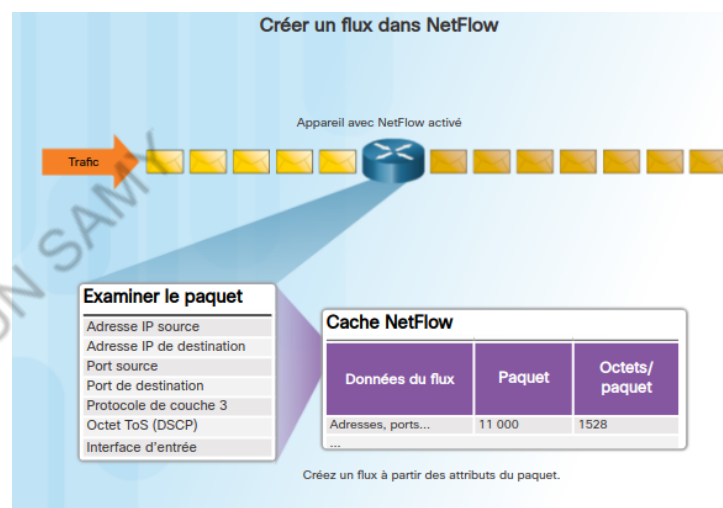 Créer un flux dans NetFlow
Appareil avec NetFlow activé
Trafic
ON SAMY
Examiner le paquet
Adresse IP source
Adresse IP de destination
Port source
Port de destination
Protocole de couche 3
Octet ToS (DSCP)
Interface d'entrée
Cache NetFlow
Données du flux
Paquet
Octets/
paquet
Adresses, ports...
11 000
1528
...
Créez un flux à partir des attributs du paquet.